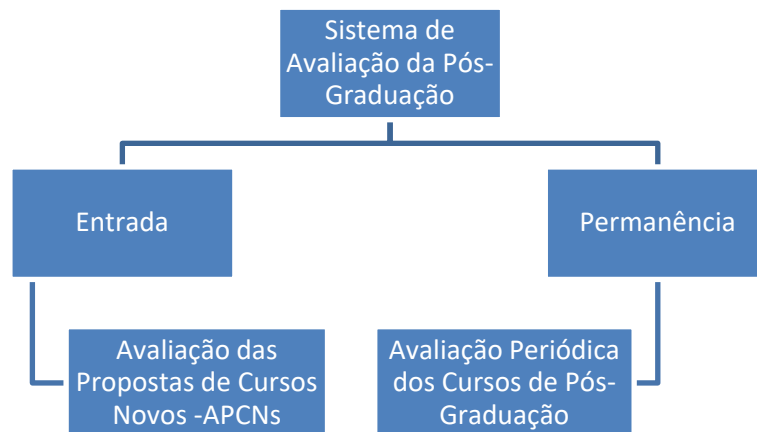 Sistema de
Avaliação da Pós-
Graduação
Entrada
Permanência
Avaliação das
Propostas de Cursos
Novos -APCNs
Avaliação Periódica
dos Cursos de Pós-
Graduação